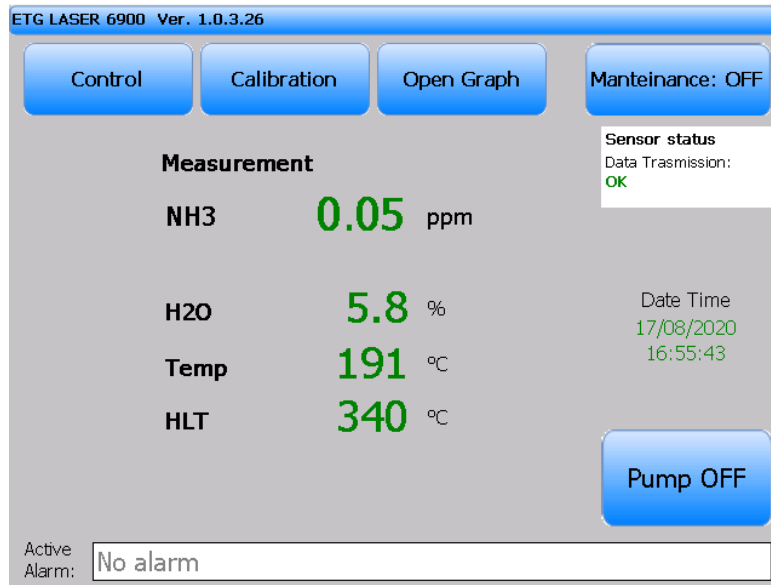 ETG LASER 6900 Ver. 1.0.3.26
Control Calibration Open Graph Manteinance: OFF
Sensor status
Data Trasmission:
OK
Measurement
NH3 0.05 ppm
H2O 5.8 %
Temp 191 ºC
HLT 340 ºC
Date Time
17/08/2020
16:55:43
Pump OFF
Active
Alarm: No alarm